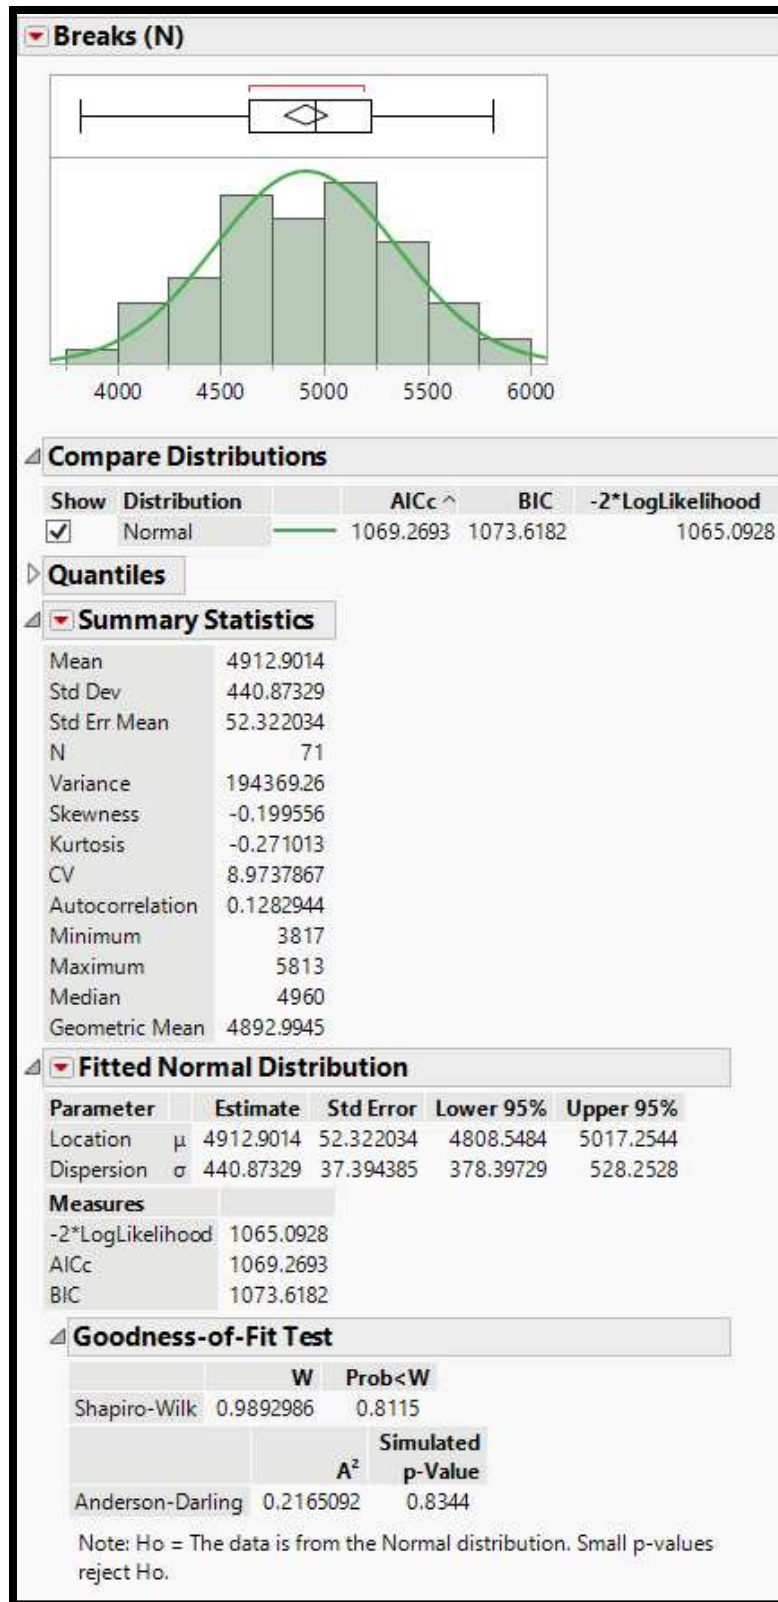 Breaks (N)
4000 4500 5000 5500 6000
Compare Distributions
Show Distribution AICc ^ BIC -2*LogLikelihood
Normal 1069.2693 1073.6182 1065.0928
Quantiles
Summary Statistics
Mean 4912.9014
Std Dev 440.87329
Std Err Mean 52.322034
N 71
Variance 194369.26
Skewness -0.199556
Kurtosis -0.271013
CV 8.9737867
Autocorrelation 0.1282944
Minimum 3817
Maximum 5813
Median 4960
Geometric Mean 4892.9945
Fitted Normal Distribution
Parameter Estimate Std Error Lower 95% Upper 95%
Location μ 4912.9014 52.322034 4808.5484 5017.2544
Dispersion σ 440.87329 37.394385 378.39729 528.2528
Measures
-2*LogLikelihood 1065.0928
AICc 1069.2693
BIC 1073.6182
Goodness-of-Fit Test
W Prob<W
Shapiro-Wilk 0.9892986 0.8115
Simulated
A² p-Value
Anderson-Darling 0.2165092 0.8344
Note: Ho = The data is from the Normal distribution. Small p-values
reject Ho.